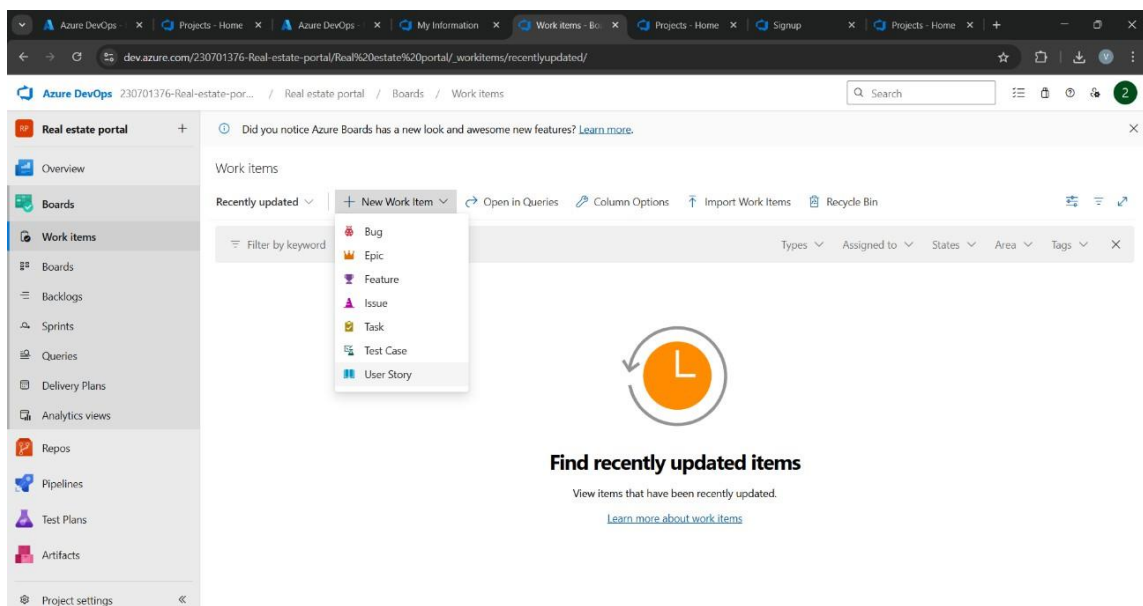 Azure DevOps - Projects - Home Azure DevOps - My Information Work items - Bo Projects - Home Signup Projects - Home
dev.azure.com/230701376-Real-estate-portal/Real%20estate%20portal/_workitems/recentlyupdated/
Azure DevOps 230701376-Real-estate-por... / Real estate portal / Boards / Work items Search 2
RP Real estate portal + Did you notice Azure Boards has a new look and awesome new features? Learn more.
Overview
Work items
Boards
Recently updated + New Work Item Open in Queries Column Options Import Work Items Recycle Bin
Work items
Filter by keyword Types Assigned to States Area Tags
Bug
Epic
Feature
Issue
Task
Test Case
User Story
Boards
Backlogs
Sprints
Queries
Delivery Plans
Analytics views
Repos
Pipelines
Test Plans
Artifacts
Project settings
Find recently updated items
View items that have been recently updated.
Learn more about work items